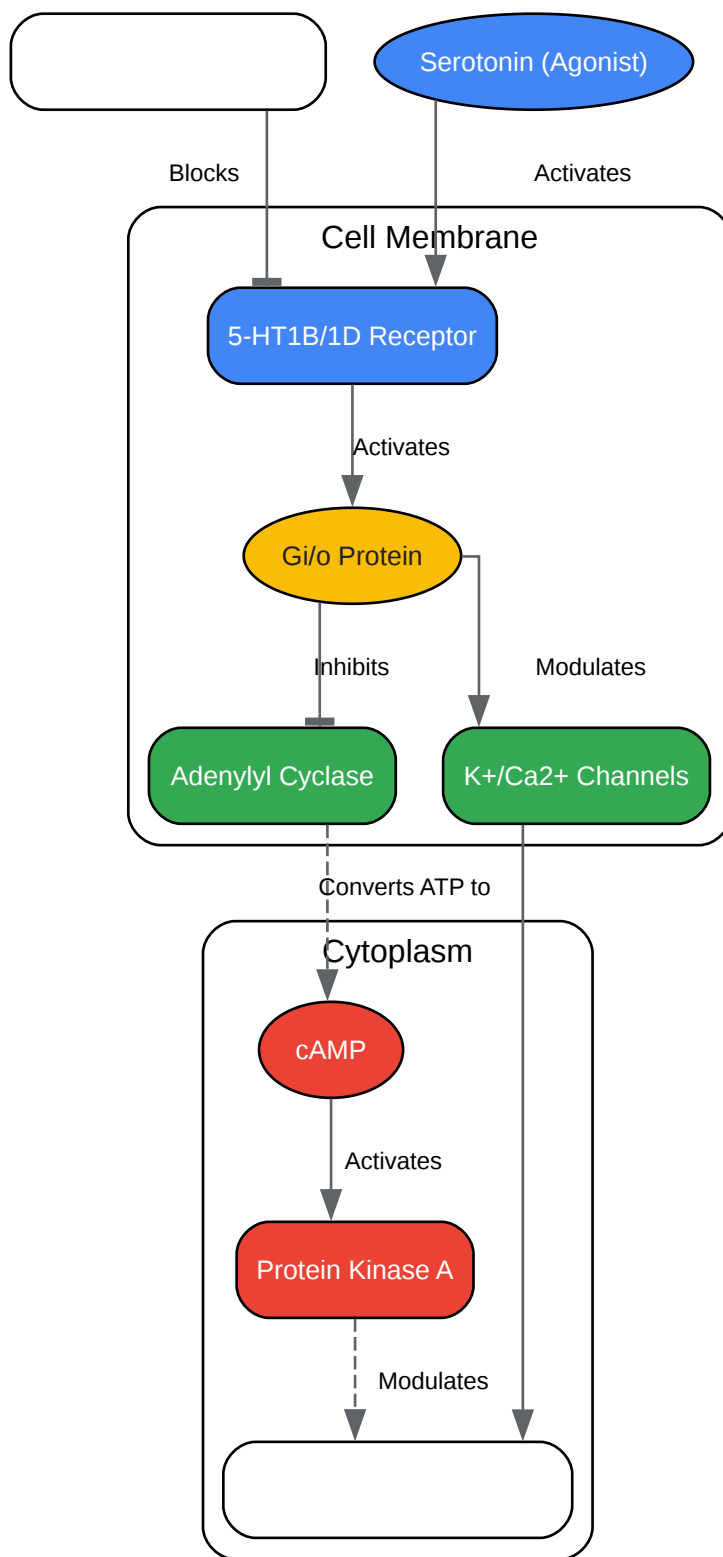 Serotonin (Agonist)
Blocks
Activates
Cell Membrane
5-HT1B/1D Receptor
Activates
Gi/o Protein
Inhibits
Modulates
Adenylyl Cyclase
K+/Ca2+ Channels
Converts ATP to
Cytoplasm
cAMP
Activates
Protein Kinase A
Modulates